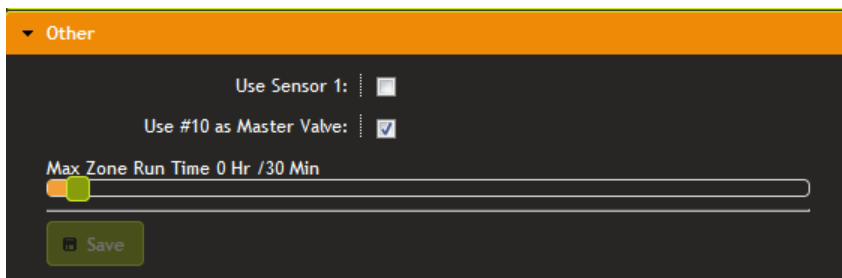 Other
Use Sensor 1:
Use #10 as Master Valve:
Max Zone Run Time 0 Hr /30 Min
Save